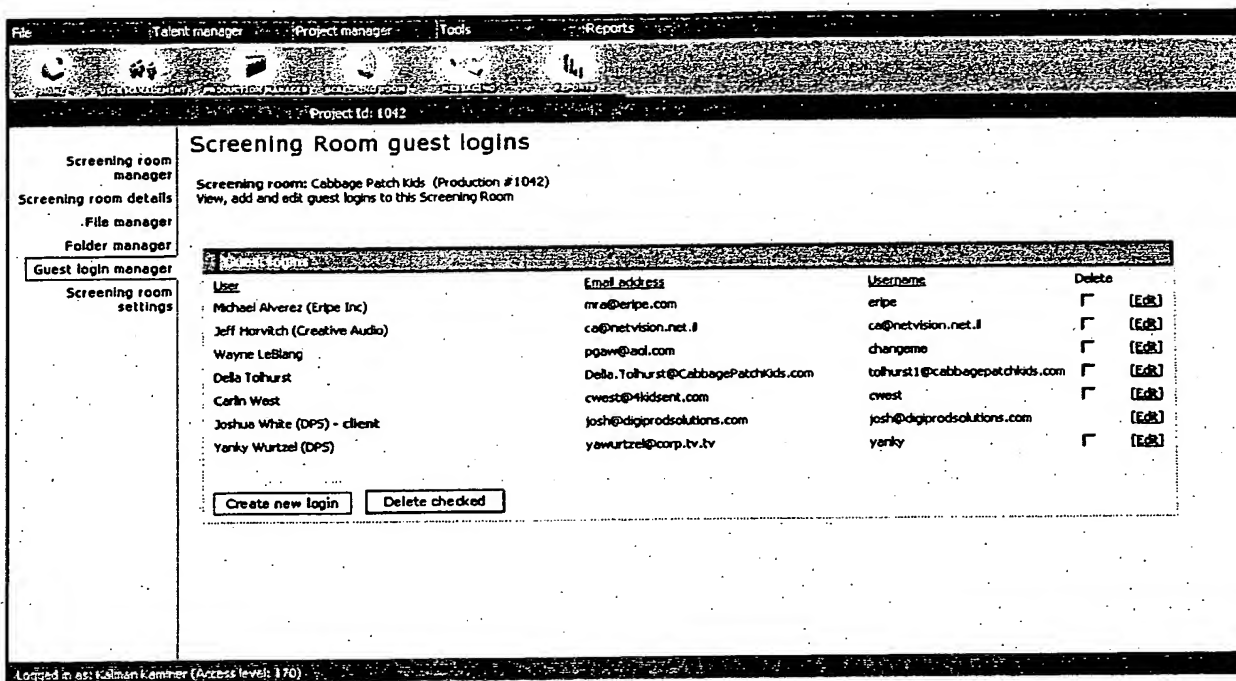 File Talent manager Project manager Tools Reports
Project Id: 1042
Screening Room guest logins
Screening room: Cabbage Patch Kids (Production #1042)
View, add and edit guest logins to this Screening Room
Screening room
manager
Screening room details
File manager
Folder manager
Guest login manager
Screening room
settings
Guest logins
User Email address Username Delete
Michael Alverez (Eripe Inc) mra@eripe.com eripe [Edit]
Jeff Horvitch (Creative Audio) ca@netvision.net.il ca@netvision.net.il [Edit]
Wayne LeBlang pgaw@aol.com changeme [Edit]
Della Tolhurst Della.Tolhurst@CabbagePatchKids.com tolhurst1@cabbagepatchkids.com [Edit]
Carlin West cwest@4kidsent.com cwest [Edit]
Joshua White (DPS) - client josh@digiprodsolutions.com josh@digiprodsolutions.com [Edit]
Yanky Wurtzel (DPS) yawurtzel@corp.tv.tv yanky [Edit]
Create new login Delete checked
Logged in as: Kalman Kaminer (Access level: 170)